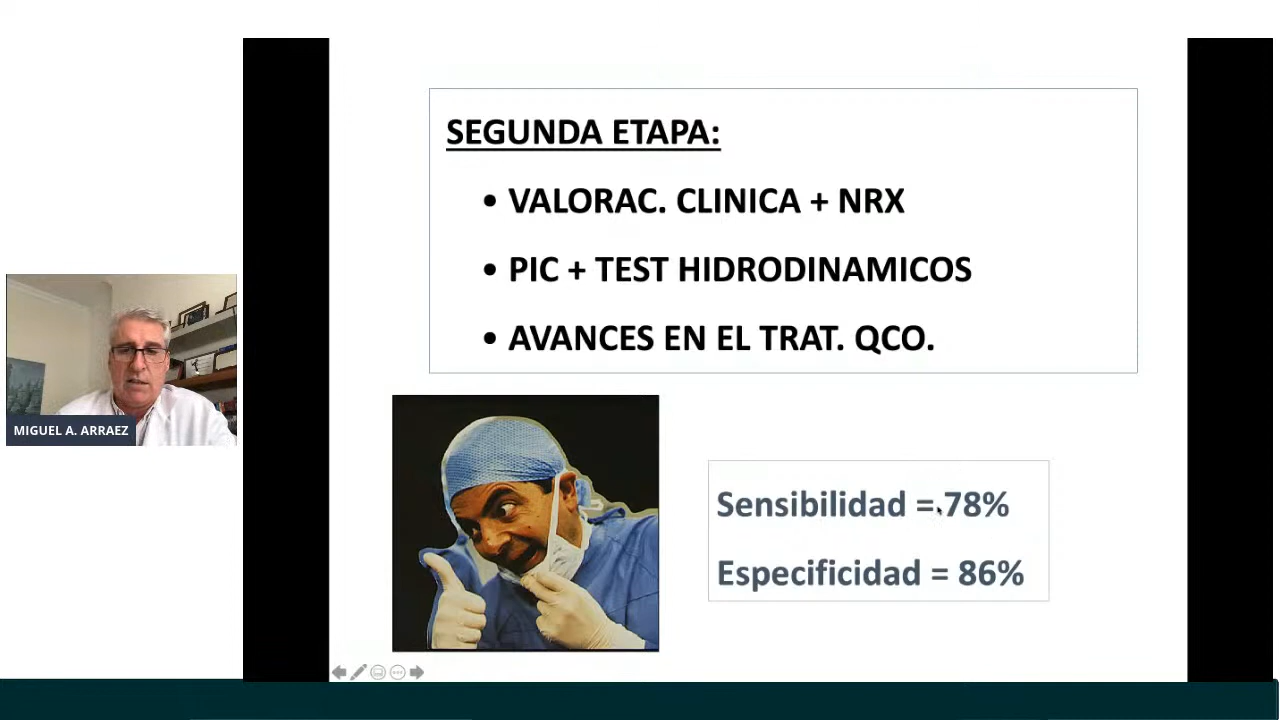 SEGUNDA ETAPA:
• VALORAC. CLINICA + NRX
• PIC + TEST HIDRODINAMICOS
• AVANCES EN EL TRAT. QCO.
MIGUEL A. ARRAEZ
Sensibilidad = 78%
Especificidad = 86%